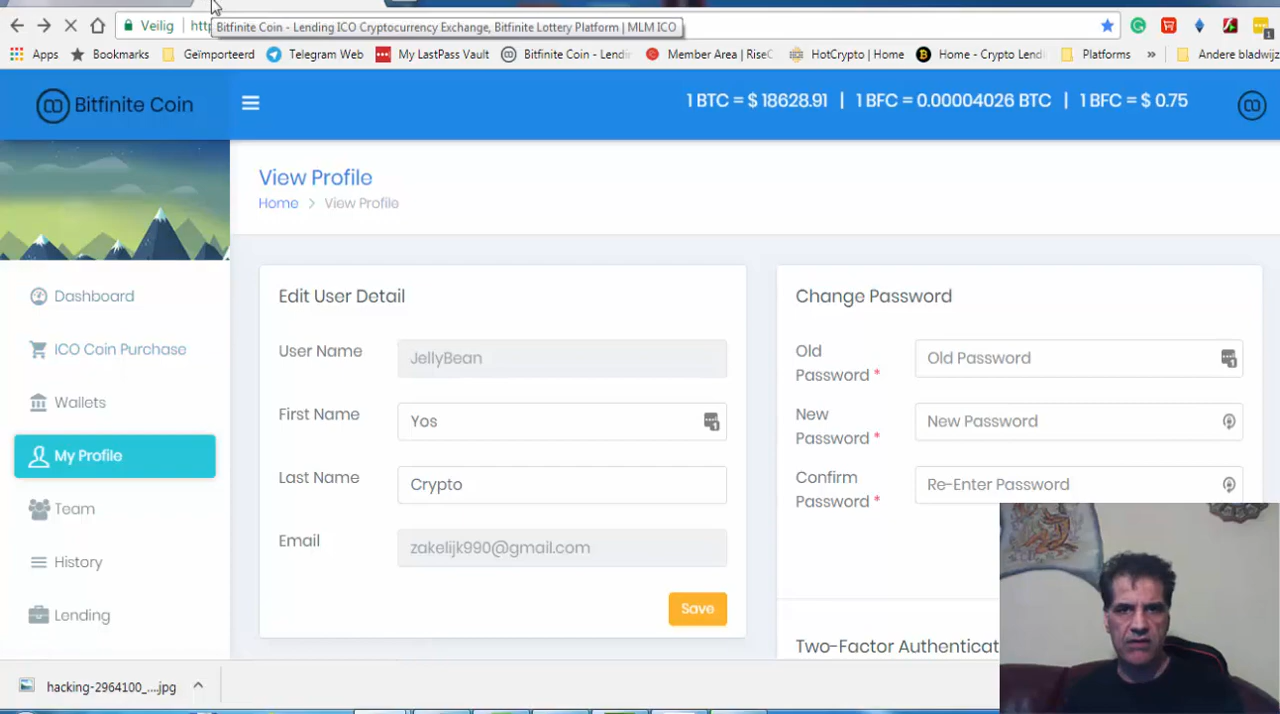 Veilig
Bitfinite Coin - Lending ICO Cryptocurrency Exchange, Bitfinite Lottery Platform | MLM ICO
1
Apps Bookmarks Geïmporteerd Telegram Web My LastPass Vault Bitfinite Coin - Lendin Member Area | Rise HotCrypto | Home Home - Crypto Lendi Platforms » Andere bladwijz
Bitfinite Coin
1 BTC = $ 18628.91 | 1 BFC = 0.00004026 BTC | 1 BFC = $ 0.75
View Profile
Home > View Profile
Dashboard
ICO Coin Purchase
Wallets
My Profile
Team
History
Lending
Edit User Detail
User Name JellyBean
First Name Yos
Last Name Crypto
Email zakelijk990@gmail.com
Save
Change Password
Old Password * Old Password
New Password * New Password
Confirm Password * Re-Enter Password
Two-Factor Authenticat
hacking-2964100_....jpg